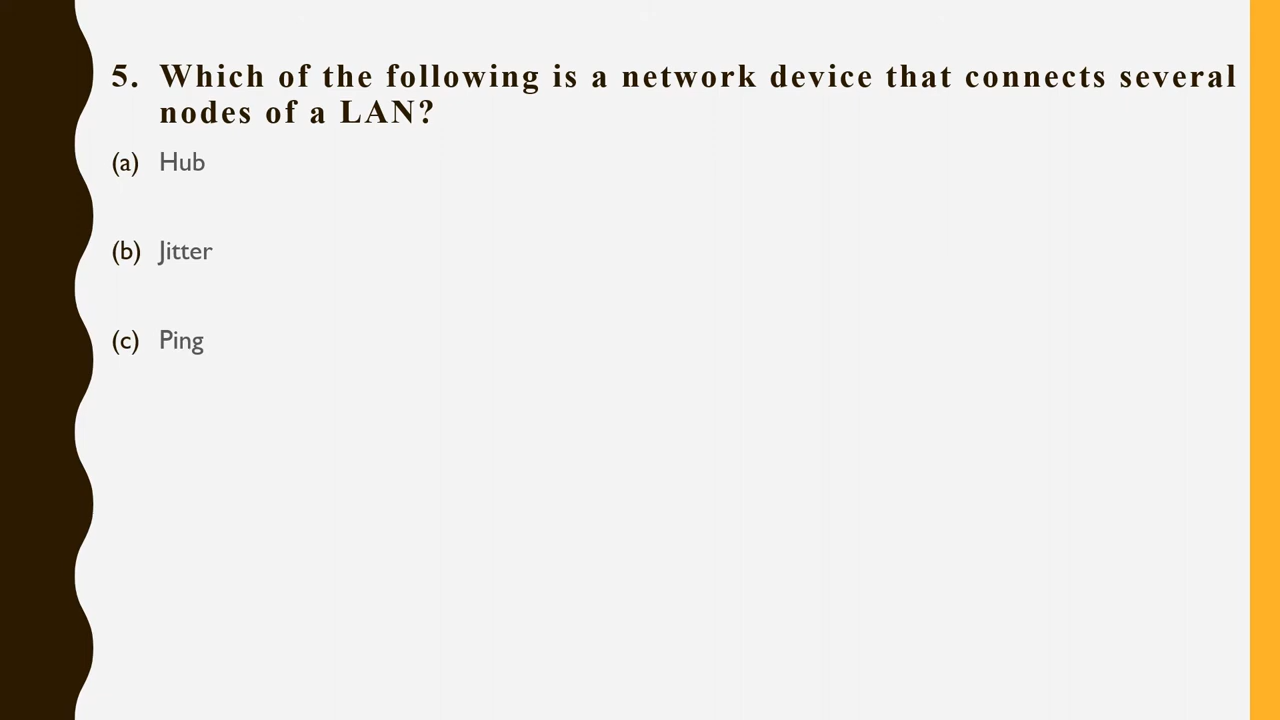 5. Which of the following is a network device that connects several
nodes of a LAN?
(a) Hub
(b) Jitter
(c) Ping